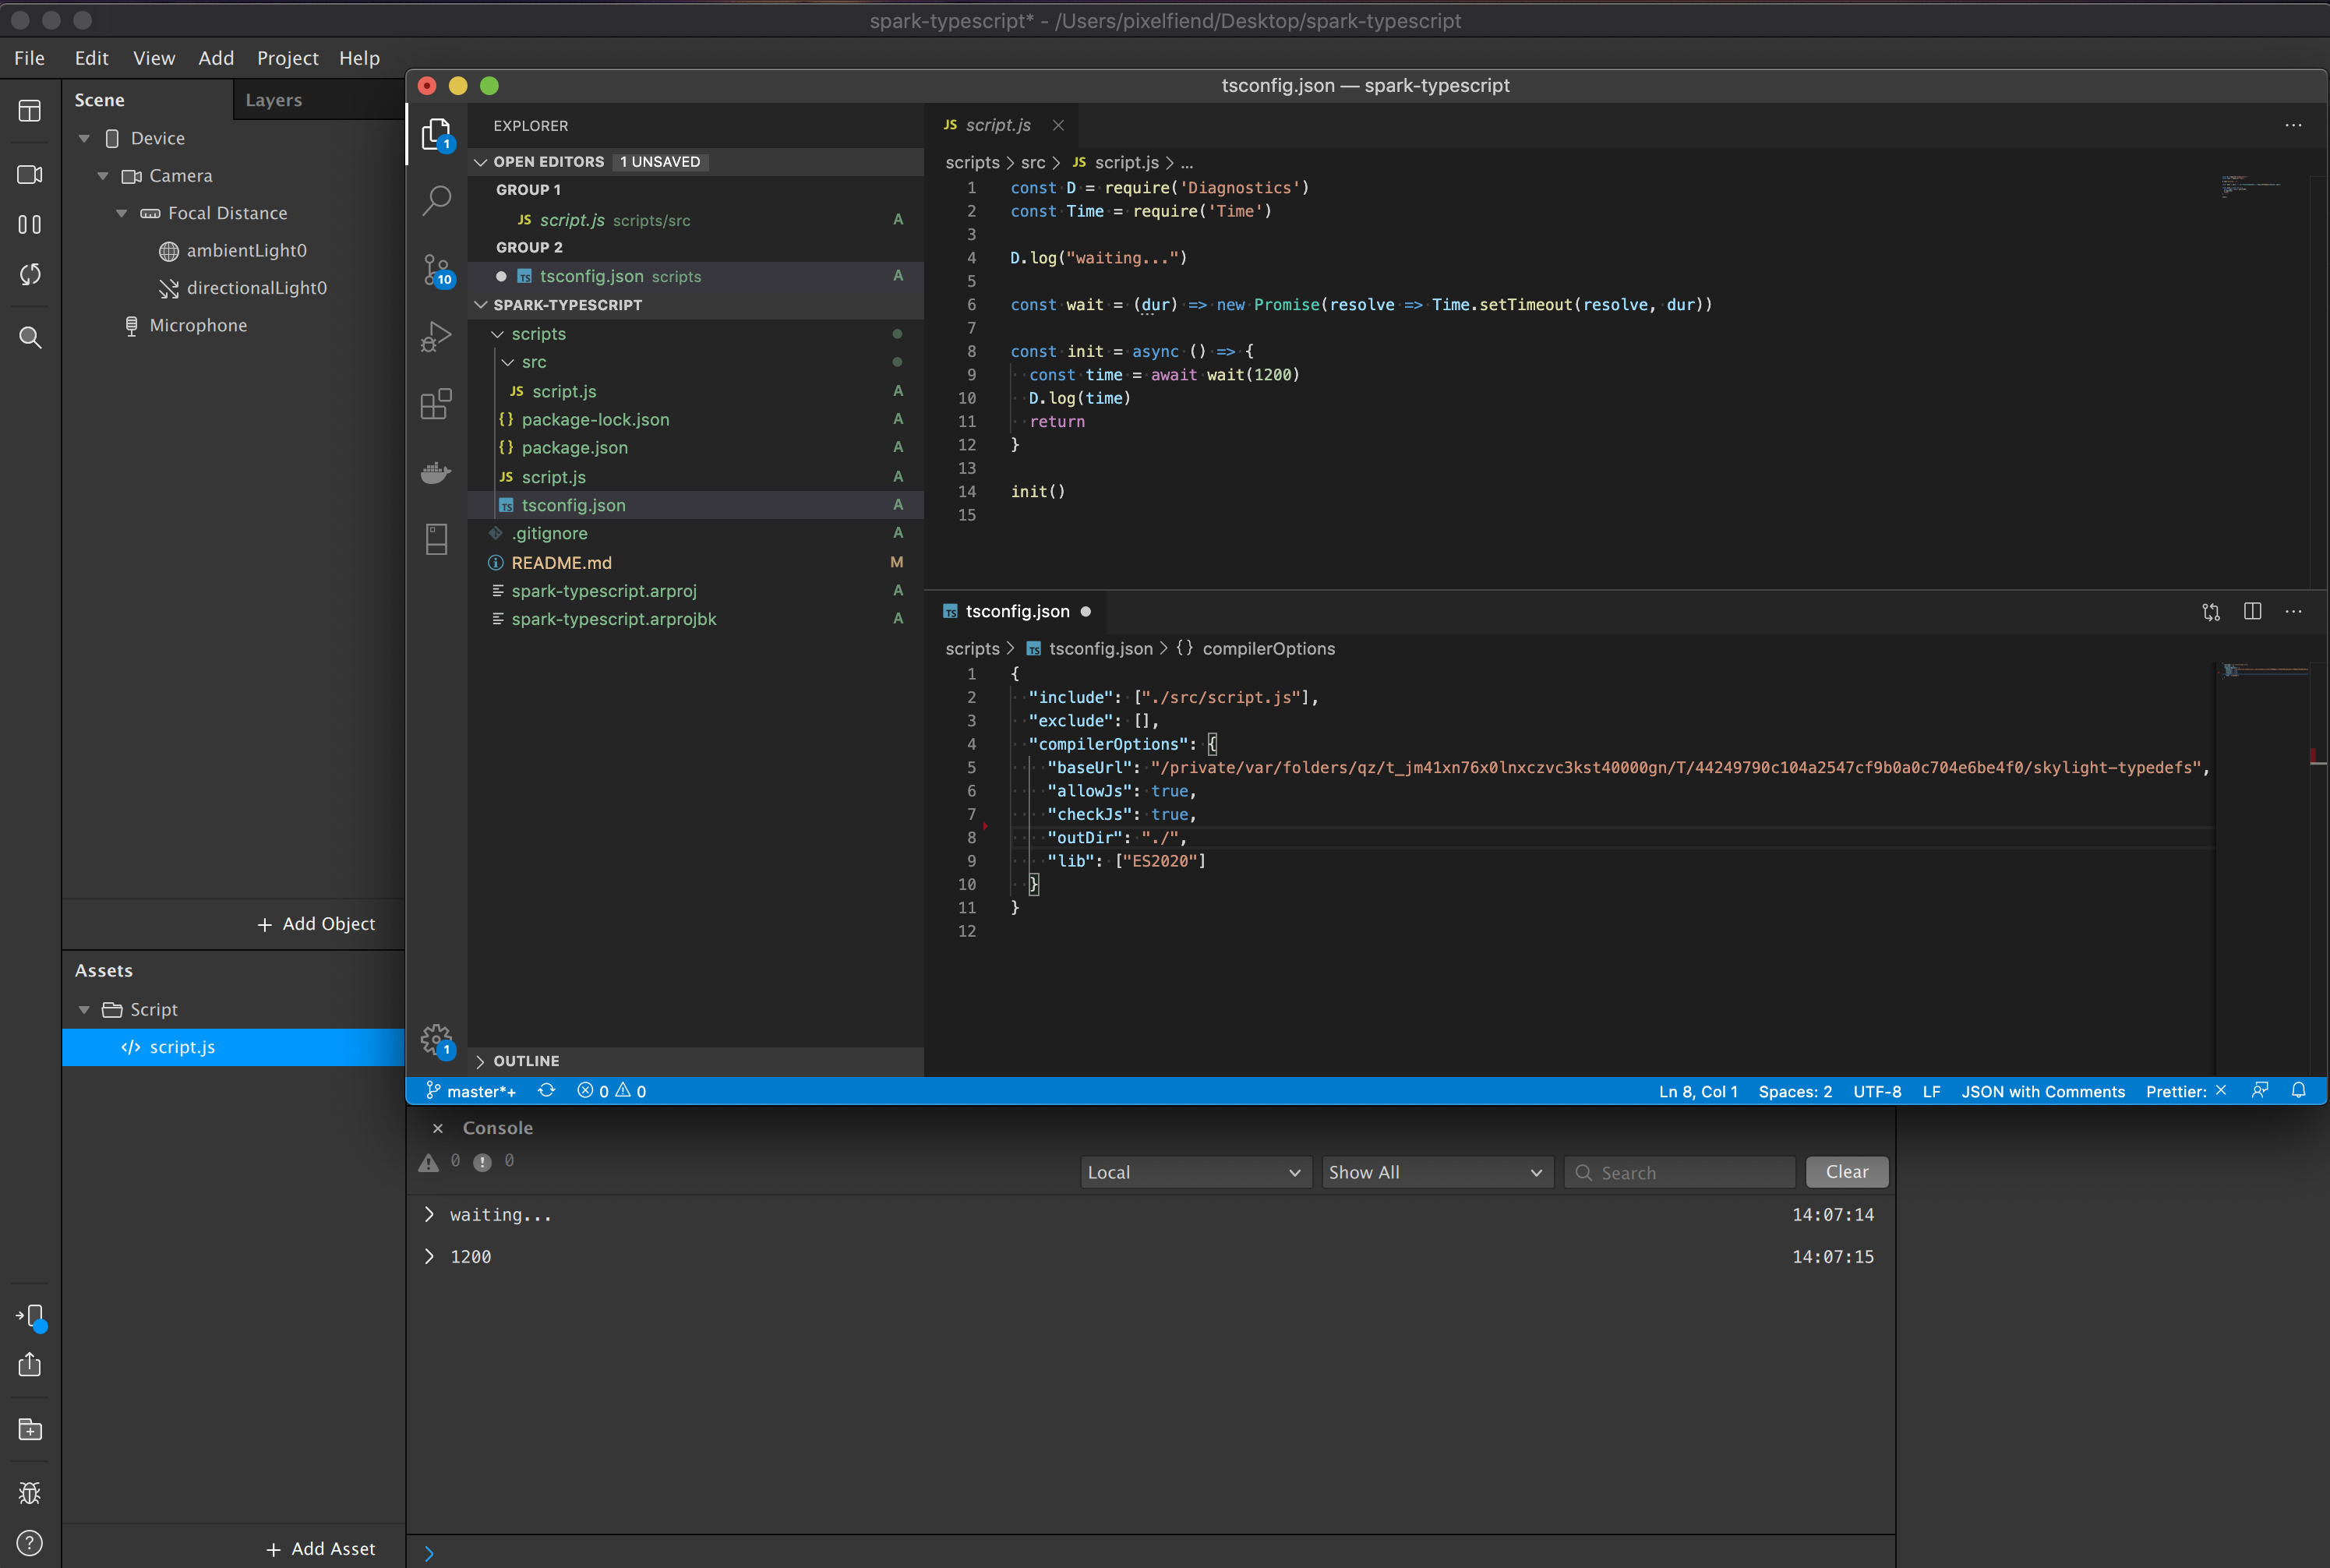 spark-typescript* - /Users/pixelfiend/Desktop/spark-typescript
File Edit View Add Project Help
Scene Layers
Device
Camera
Focal Distance
ambientLight0
directionalLight0
Microphone
+ Add Object
Assets
Script
</> script.js
+ Add Asset
tsconfig.json — spark-typescript
1
10
1
EXPLORER
OPEN EDITORS 1 UNSAVED
GROUP 1
JS script.js scripts/src A
GROUP 2
TS tsconfig.json scripts A
SPARK-TYPESCRIPT
scripts
src
JS script.js A
{} package-lock.json A
{} package.json A
JS script.js A
TS tsconfig.json A
.gitignore A
README.md M
spark-typescript.arproj A
spark-typescript.arprojbk A
OUTLINE
JS script.js ...
scripts > src > JS script.js > ...
1 const D = require('Diagnostics')
2 const Time = require('Time')
3
4 D.log("waiting...")
5
6 const wait = (dur) => new Promise(resolve => Time.setTimeout(resolve, dur))
7
8 const init = async () => {
9 const time = await wait(1200)
10 D.log(time)
11 return
12 }
13
14 init()
15
TS tsconfig.json ...
scripts > TS tsconfig.json > {} compilerOptions
1 {
2 "include": ["./src/script.js"],
3 "exclude": [],
4 "compilerOptions": {
5 "baseUrl": "/private/var/folders/qz/t_jm41xn76x0lnxczvc3kst40000gn/T/44249790c104a2547cf9b0a0c704e6be4f0/skylight-typedefs",
6 "allowJs": true,
7 "checkJs": true,
8 "outDir": "./",
9 "lib": ["ES2020"]
10 }
11 }
12
master*+ 0 0 Ln 8, Col 1 Spaces: 2 UTF-8 LF JSON with Comments Prettier: ×
× Console
0 0 Local Show All Search Clear
> waiting... 14:07:14
> 1200 14:07:15
>